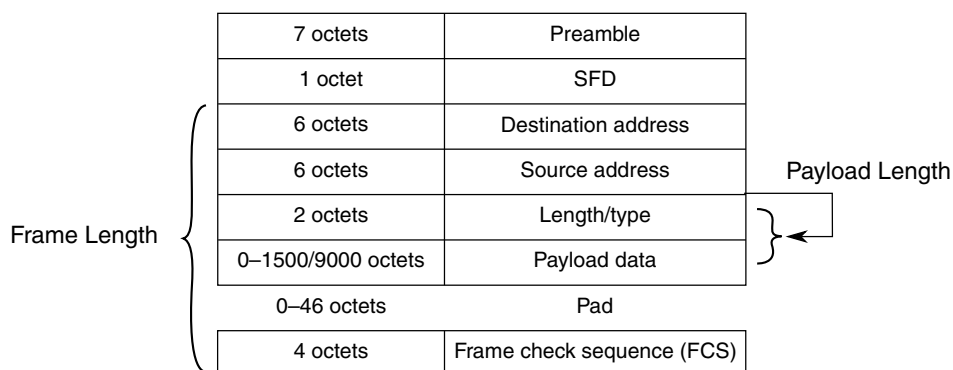 7 octets Preamble
1 octet SFD
6 octets Destination address
6 octets Source address
Payload Length
2 octets Length/type
Frame Length
0–1500/9000 octets Payload data
0–46 octets Pad
4 octets Frame check sequence (FCS)